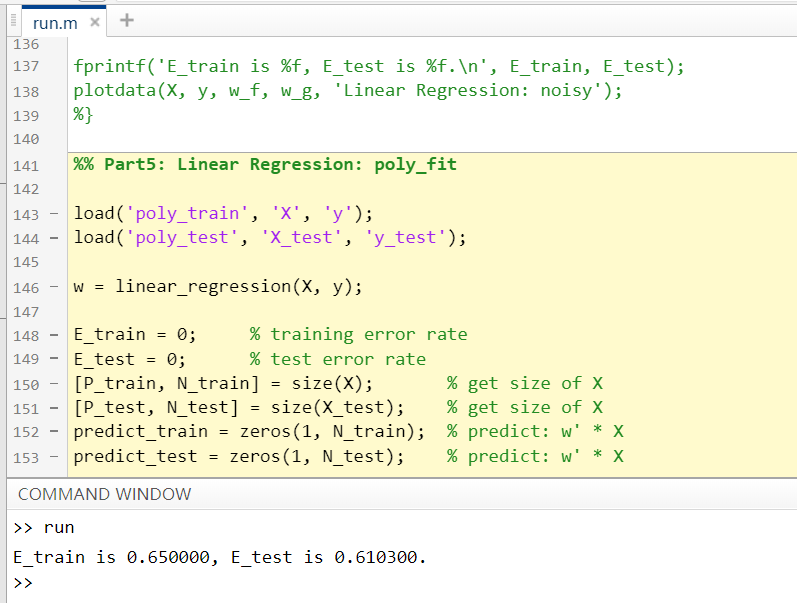 run.m × +
136
137 fprintf('E_train is %f, E_test is %f.\n', E_train, E_test);
138 plotdata(X, y, w_f, w_g, 'Linear Regression: noisy');
139 %}
140
141 %% Part5: Linear Regression: poly_fit
142
143 – load('poly_train', 'X', 'y');
144 – load('poly_test', 'X_test', 'y_test');
145
146 – w = linear_regression(X, y);
147
148 – E_train = 0;     % training error rate
149 – E_test = 0;      % test error rate
150 – [P_train, N_train] = size(X);       % get size of X
151 – [P_test, N_test] = size(X_test);    % get size of X
152 – predict_train = zeros(1, N_train);  % predict: w' * X
153 – predict_test = zeros(1, N_test);    % predict: w' * X
COMMAND WINDOW
>> run
E_train is 0.650000, E_test is 0.610300.
>>